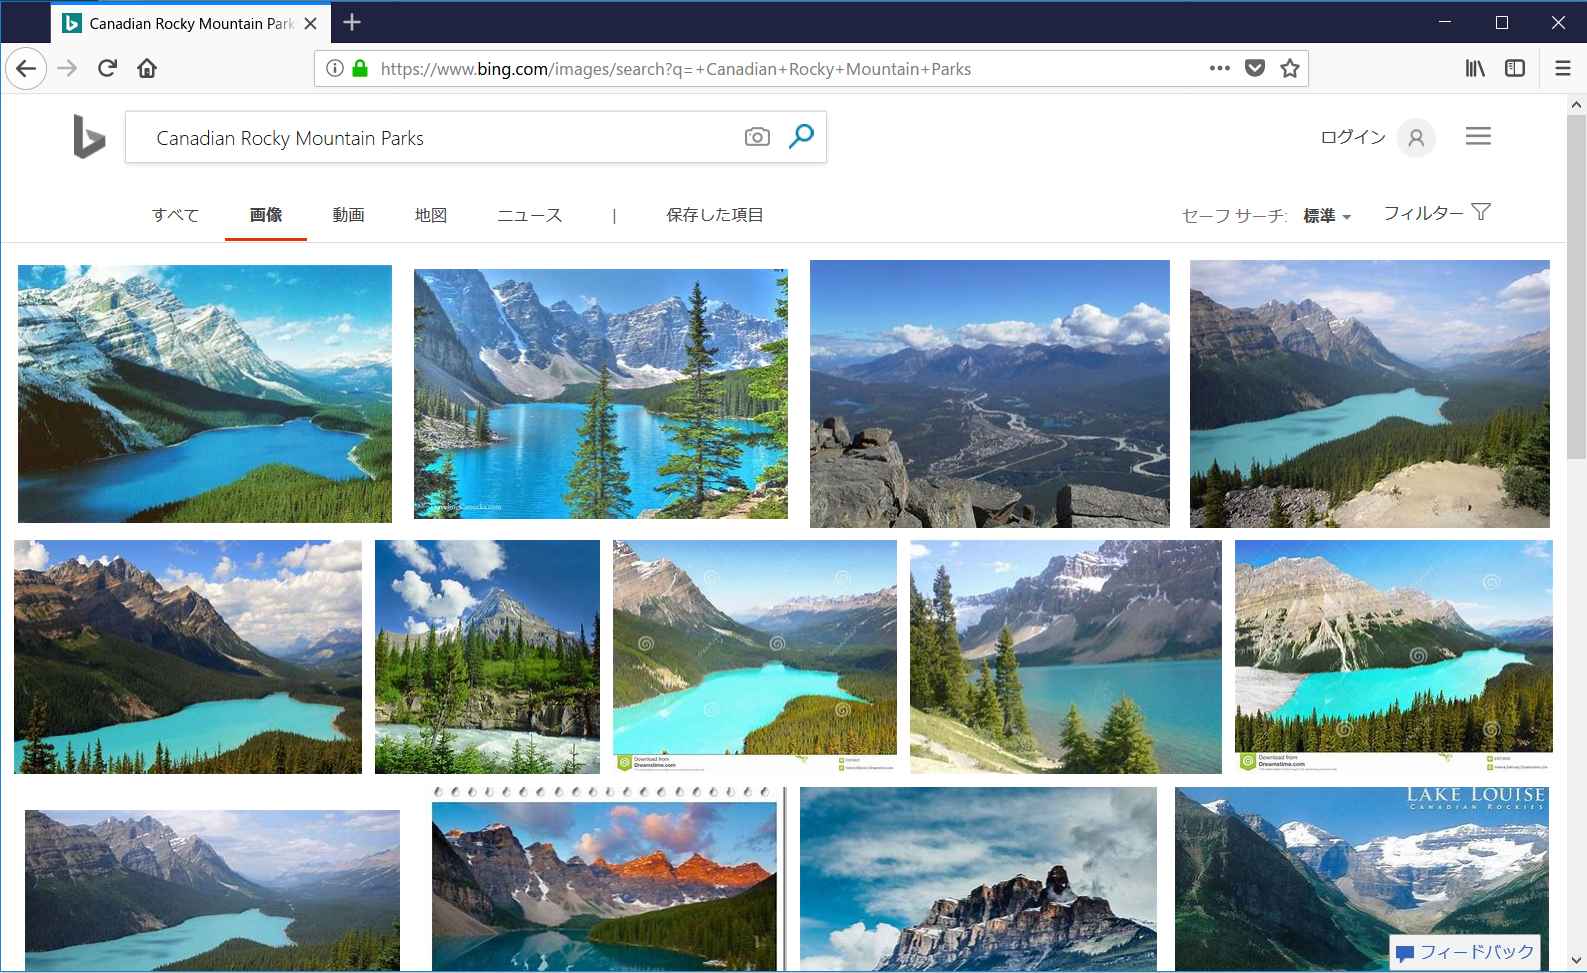 Canadian Rocky Mountain Park
https://www.bing.com/images/search?q=+Canadian+Rocky+Mountain+Parks
Canadian Rocky Mountain Parks
ログイン
すべて 画像 動画 地図 ニュース | 保存した項目
セーフ サーチ: 標準 フィルター
Download from
Dreamstime.com
Download from
Dreamstime.com
LAKE LOUISE
CANADIAN ROCKIES
フィードバック